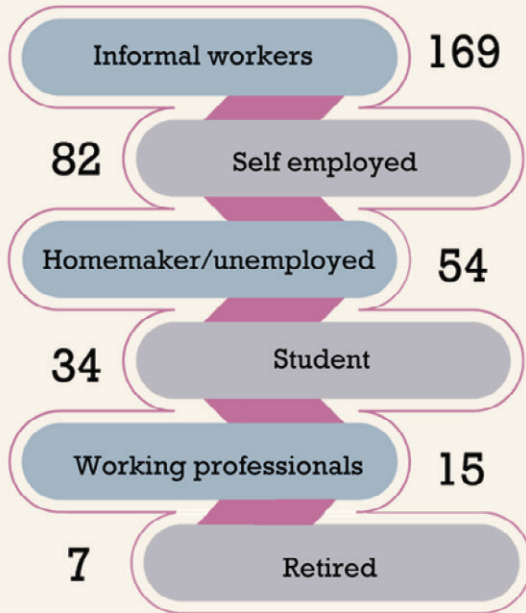 Informal workers 169
82 Self employed
Homemaker/unemployed 54
34 Student
Working professionals 15
7 Retired